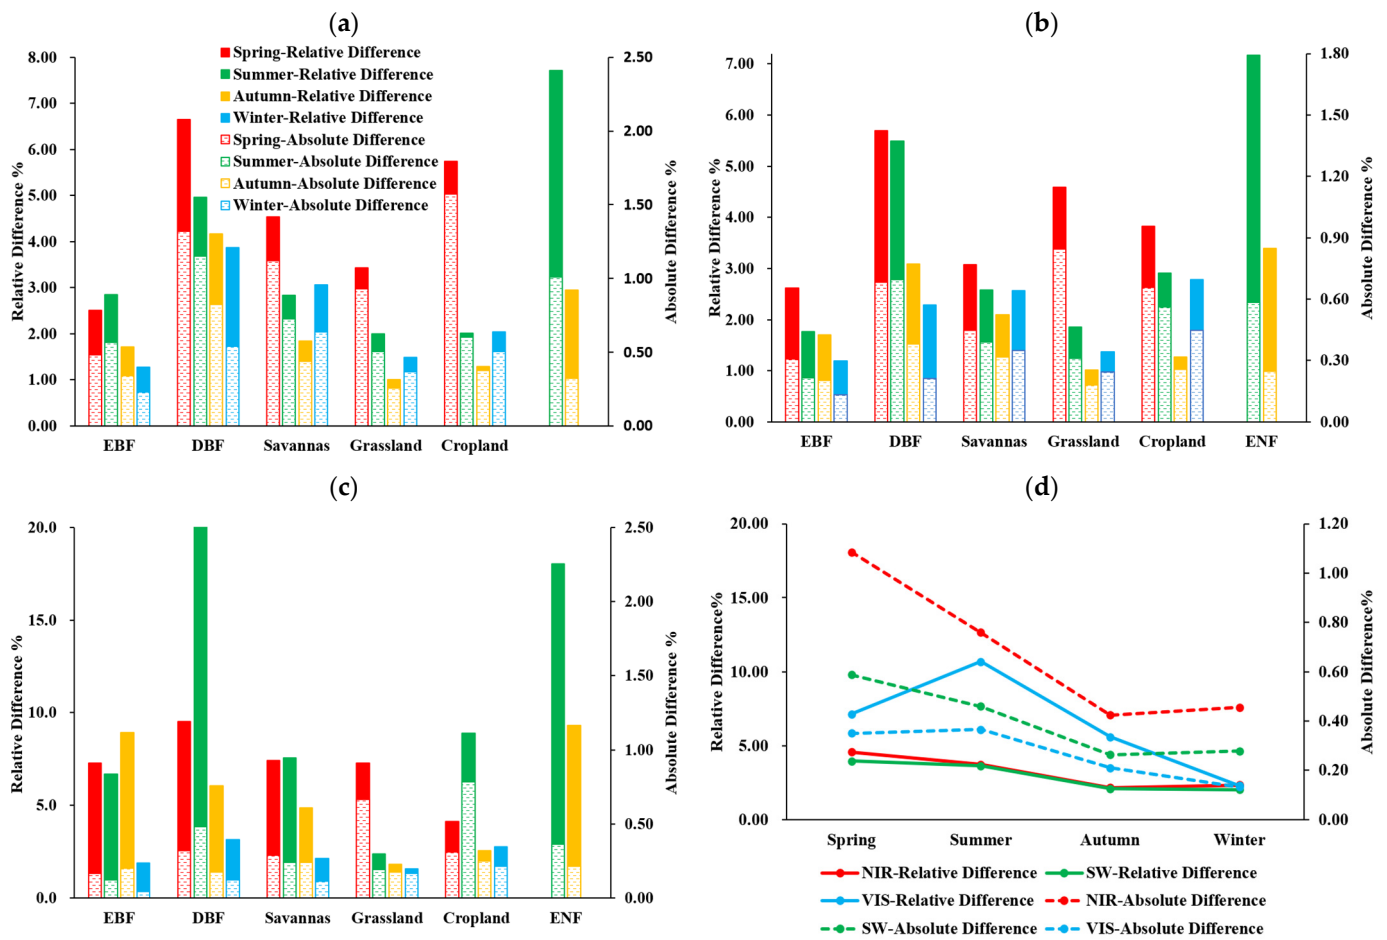 (a)
8.00
7.00
6.00
5.00
4.00
3.00
2.00
1.00
0.00
Relative Difference %
Spring-Relative Difference
Summer-Relative Difference
Autumn-Relative Difference
Winter-Relative Difference
Spring-Absolute Difference
Summer-Absolute Difference
Autumn-Absolute Difference
Winter-Absolute Difference
2.50
2.00
1.50
1.00
0.50
0.00
Absolute Difference %
EBF DBF Savannas Grassland Cropland
(b)
7.00
6.00
5.00
4.00
3.00
2.00
1.00
0.00
Relative Difference %
1.80
1.50
1.20
0.90
0.60
0.30
0.00
Absolute Difference %
EBF DBF Savannas Grassland Cropland ENF
(c)
20.0
15.0
10.0
5.0
0.0
Relative Difference %
2.50
2.00
1.50
1.00
0.50
0.00
Absolute Difference %
EBF DBF Savannas Grassland Cropland ENF
(d)
20.00
15.00
10.00
5.00
0.00
Relative Difference%
1.20
1.00
0.80
0.60
0.40
0.20
0.00
Absolute Difference%
Spring Summer Autumn Winter
NIR-Relative Difference SW-Relative Difference
VIS-Relative Difference NIR-Absolute Difference
SW-Absolute Difference VIS-Absolute Difference